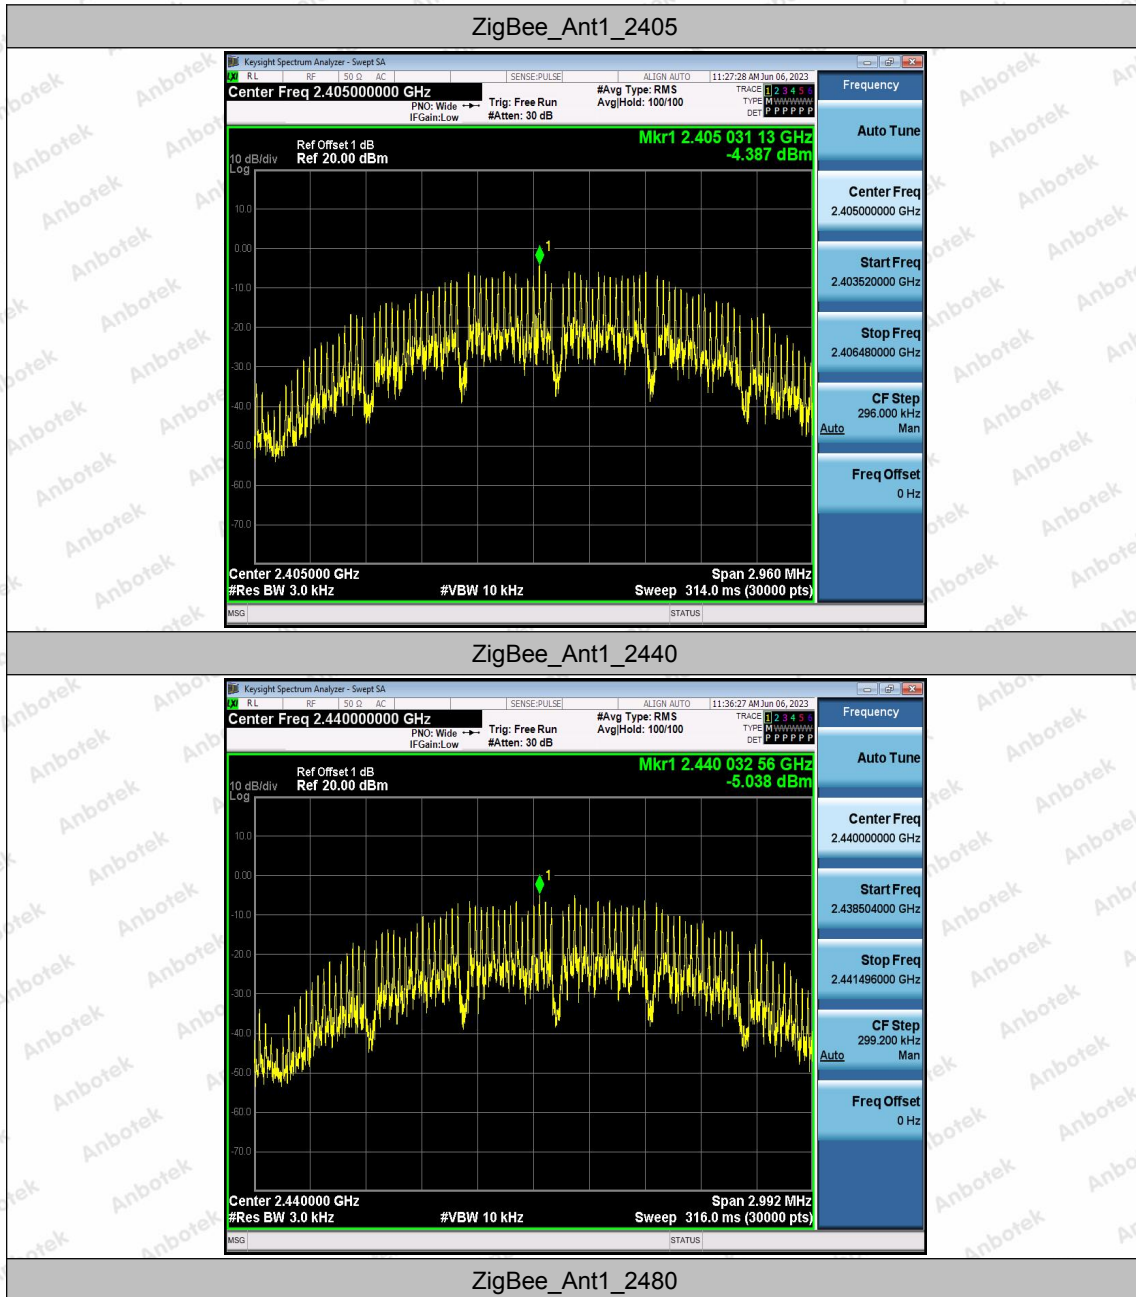 ZigBee_Ant1_2405
Keysight Spectrum Analyzer - Swept SA
RL RF 50 Ω AC SENSE:PULSE ALIGN AUTO 11:27:28 AM Jun 06, 2023
Center Freq 2.405000000 GHz
PNO: Wide
IFGain:Low
Trig: Free Run
#Atten: 30 dB
#Avg Type: RMS
Avg|Hold: 100/100
TRACE 1 2 3 4 5 6
TYPE M W W W W W
DET P P P P P P
Frequency
Mkr1 2.405 031 13 GHz
-4.387 dBm
Ref Offset 1 dB
10 dB/div Ref 20.00 dBm
Log
10.0
0.00
-10.0
-20.0
-30.0
-40.0
-50.0
-60.0
-70.0
1
Auto Tune
Center Freq
2.405000000 GHz
Start Freq
2.403520000 GHz
Stop Freq
2.406480000 GHz
CF Step
296.000 kHz
Auto Man
Freq Offset
0 Hz
Center 2.405000 GHz Span 2.960 MHz
#Res BW 3.0 kHz #VBW 10 kHz Sweep 314.0 ms (30000 pts)
MSG STATUS
ZigBee_Ant1_2440
Keysight Spectrum Analyzer - Swept SA
RL RF 50 Ω AC SENSE:PULSE ALIGN AUTO 11:36:27 AM Jun 06, 2023
Center Freq 2.440000000 GHz
PNO: Wide
IFGain:Low
Trig: Free Run
#Atten: 30 dB
#Avg Type: RMS
Avg|Hold: 100/100
TRACE 1 2 3 4 5 6
TYPE M W W W W W
DET P P P P P P
Frequency
Mkr1 2.440 032 56 GHz
-5.038 dBm
Ref Offset 1 dB
10 dB/div Ref 20.00 dBm
Log
10.0
0.00
-10.0
-20.0
-30.0
-40.0
-50.0
-60.0
-70.0
1
Auto Tune
Center Freq
2.440000000 GHz
Start Freq
2.438504000 GHz
Stop Freq
2.441496000 GHz
CF Step
299.200 kHz
Auto Man
Freq Offset
0 Hz
Center 2.440000 GHz Span 2.992 MHz
#Res BW 3.0 kHz #VBW 10 kHz Sweep 316.0 ms (30000 pts)
MSG STATUS
ZigBee_Ant1_2480
Anbotek